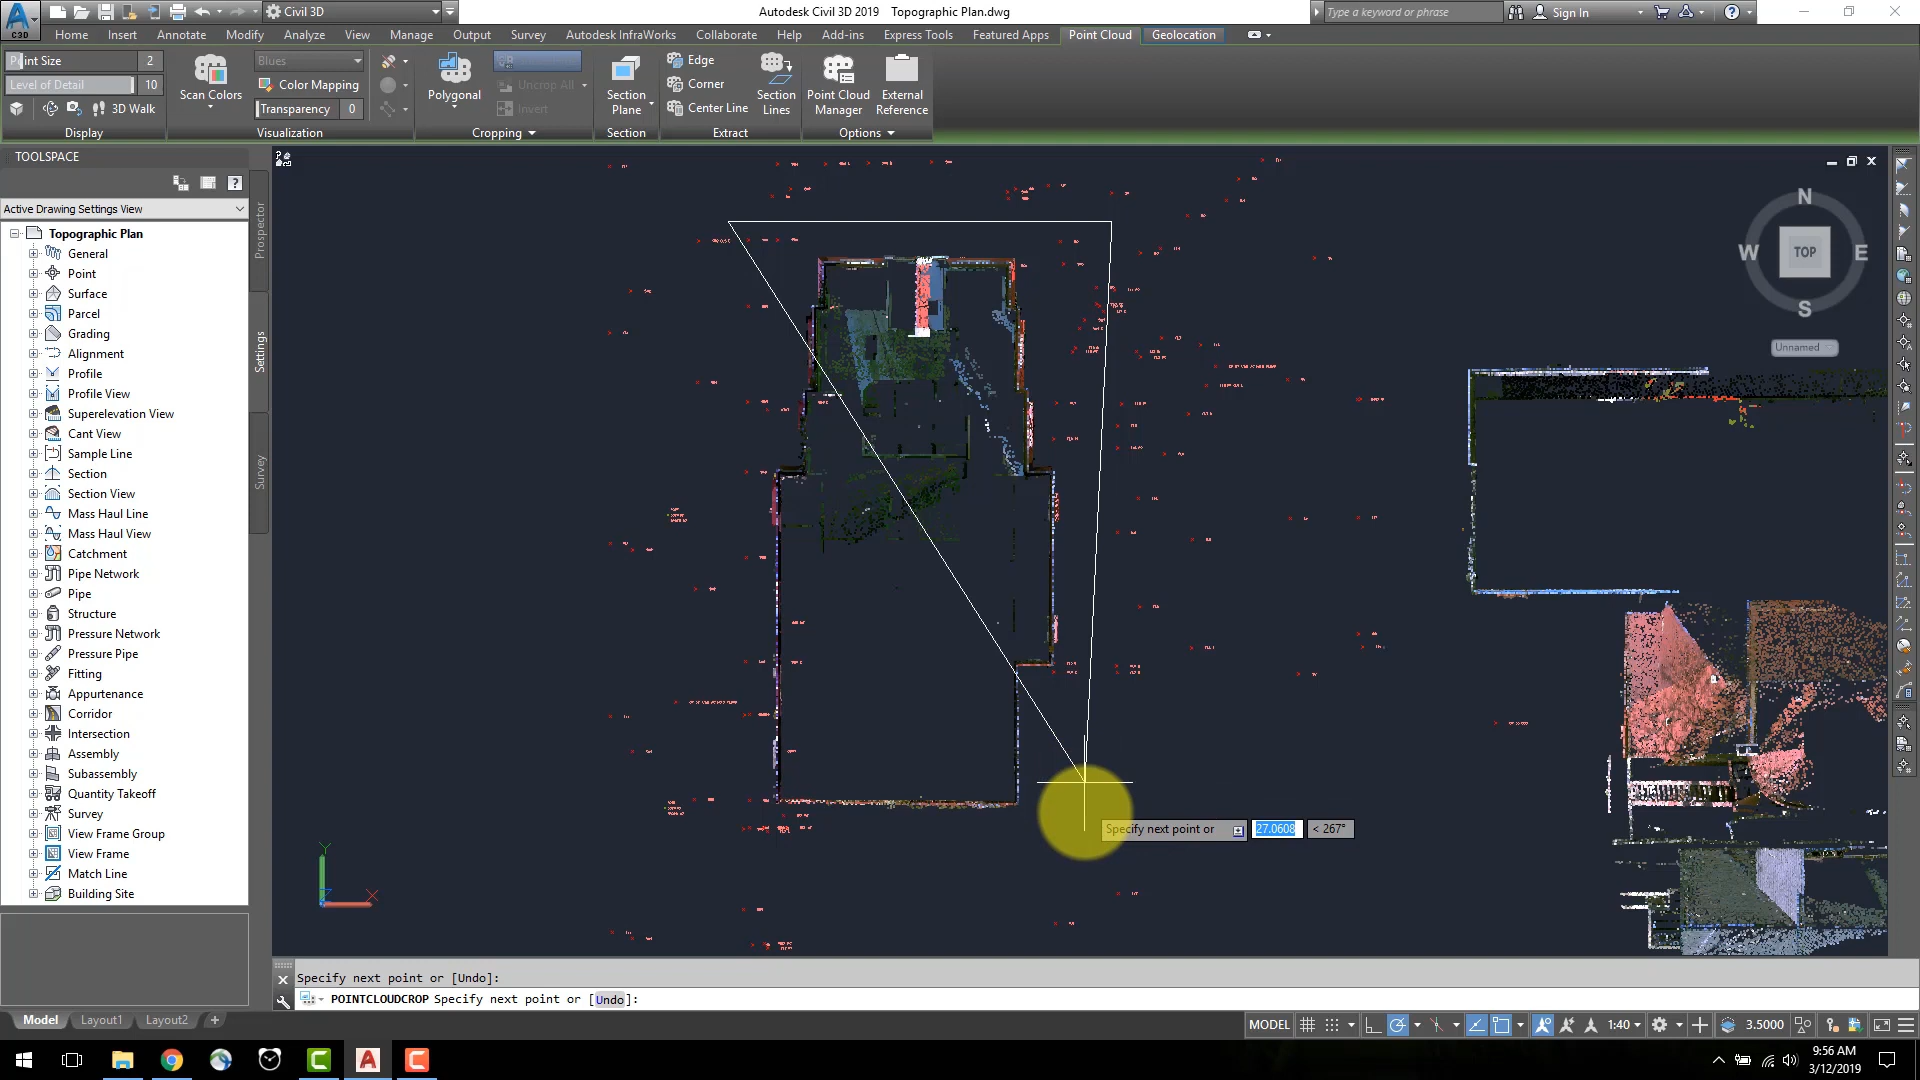 C3D
Civil 3D
Autodesk Civil 3D 2019 Topographic Plan.dwg
Type a keyword or phrase
Sign In
Home Insert Annotate Modify Analyze View Manage Output Survey Autodesk InfraWorks Collaborate Help Add-ins Express Tools Featured Apps Point Cloud Geolocation
Point Size 2
Level of Detail 10
3D Walk
Display
Scan Colors
Blues
Color Mapping
Transparency 0
Visualization
Polygonal
Uncrop All
Invert
Cropping
Section Plane
Section
Edge
Corner
Center Line
Section Lines
Extract
Point Cloud Manager
External Reference
Options
TOOLSPACE
Active Drawing Settings View
Prospector
Settings
Survey
Topographic Plan
General
Point
Surface
Parcel
Grading
Alignment
Profile
Profile View
Superelevation View
Cant View
Sample Line
Section
Section View
Mass Haul Line
Mass Haul View
Catchment
Pipe Network
Pipe
Structure
Pressure Network
Pressure Pipe
Fitting
Appurtenance
Corridor
Intersection
Assembly
Subassembly
Quantity Takeoff
Survey
View Frame Group
View Frame
Match Line
Building Site
N
W TOP E
S
Unnamed
Specify next point or 27.0608 < 267°
Y
X
Specify next point or [Undo]:
POINTCLOUDCROP Specify next point or [Undo]:
Model Layout1 Layout2 +
MODEL 1:40 3.5000
9:56 AM
3/12/2019